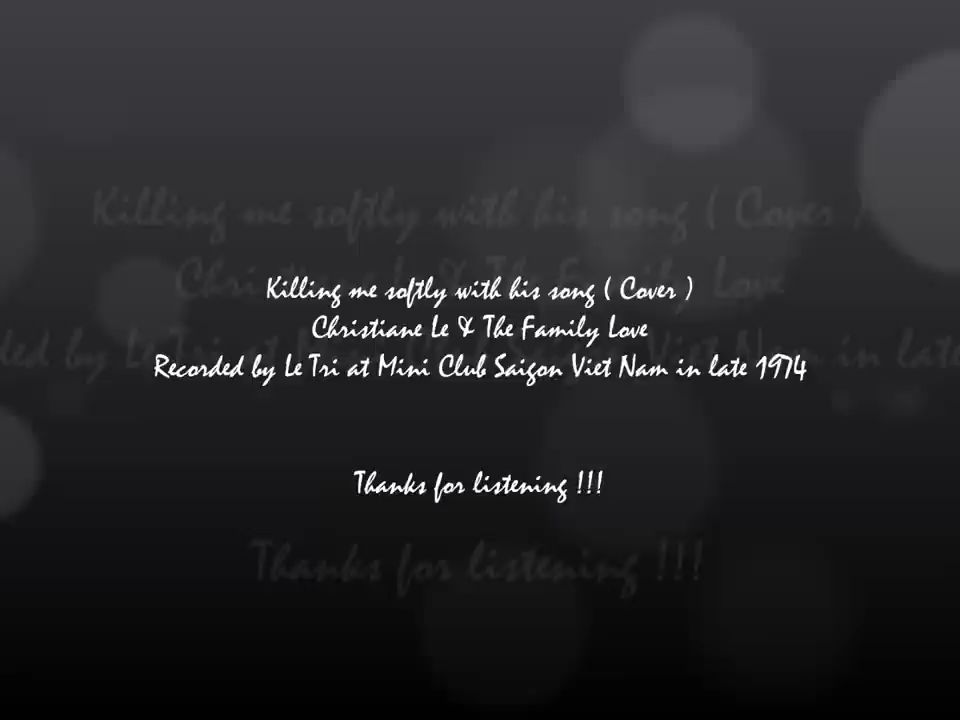 Killing me softly with his song ( Cover )
Christiane Le & The Family Love
Recorded by Le Tri at Mini Club Saigon Viet Nam in late 1974
Thanks for listening !!!